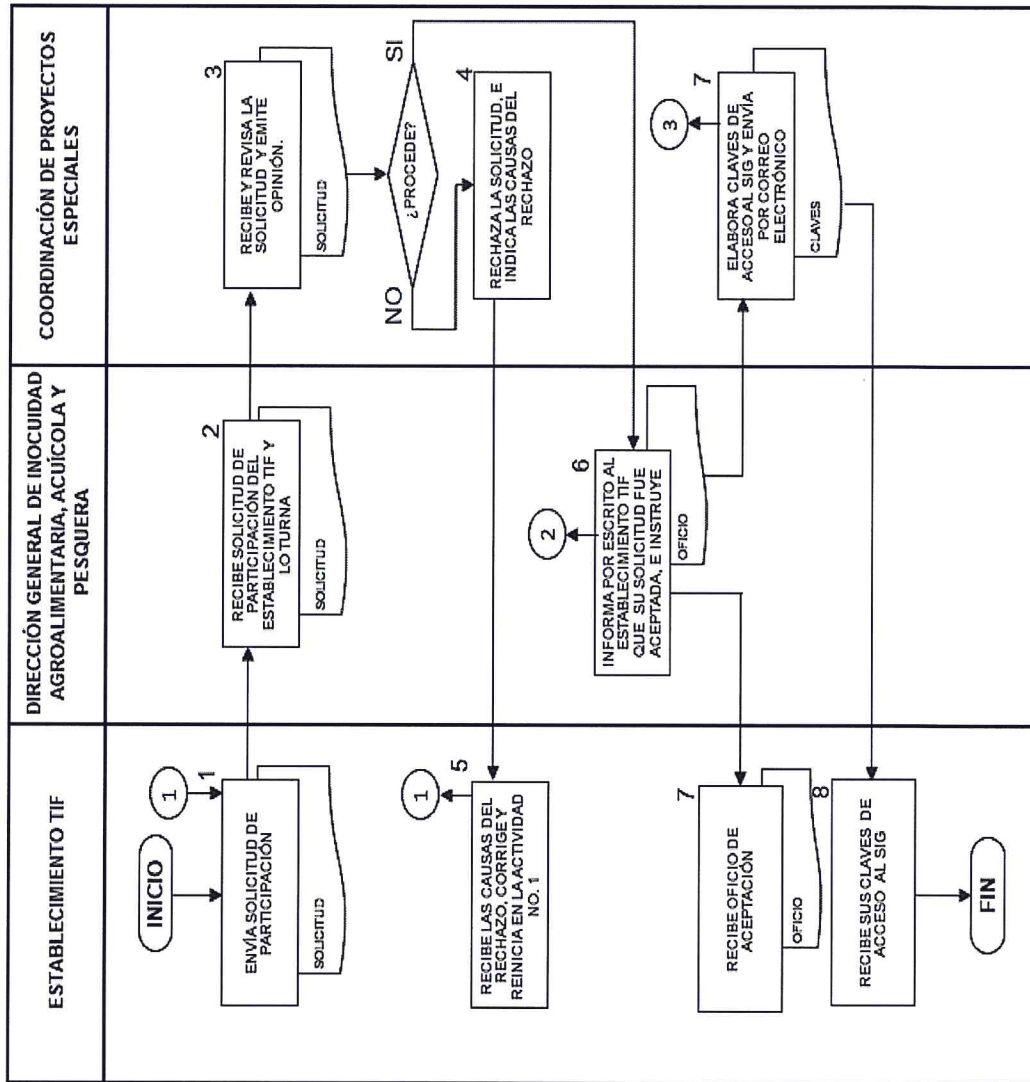 ESTABLECIMIENTO TIF
DIRECCIÓN GENERAL DE INOCUIDAD
AGROALIMENTARIA, ACUÍCOLA Y
PESQUERA
COORDINACIÓN DE PROYECTOS
ESPECIALES
INICIO
1
1
ENVÍA SOLICITUD DE
PARTICIPACIÓN
SOLICITUD
2
RECIBE SOLICITUD DE
PARTICIPACIÓN DEL
ESTABLECIMIENTO TIF Y
LO TURNA
SOLICITUD
3
RECIBE Y REVISA LA
SOLICITUD Y EMITE
OPINIÓN.
SOLICITUD
¿PROCEDE?
NO
SI
4
RECHAZA LA SOLICITUD, E
INDICA LAS CAUSAS DEL
RECHAZO
1
5
RECIBE LAS CAUSAS DEL
RECHAZO, CORRIGE Y
REINICIA EN LA ACTIVIDAD
NO. 1
2
6
INFORMA POR ESCRITO AL
ESTABLECIMIENTO TIF
QUE SU SOLICITUD FUE
ACEPTADA, E INSTRUYE
OFICIO
7
RECIBE OFICIO DE
ACEPTACIÓN
OFICIO
3
7
ELABORA CLAVES DE
ACCESO AL SIG Y ENVÍA
POR CORREO
ELECTRÓNICO
CLAVES
8
RECIBE SUS CLAVES DE
ACCESO AL SIG
FIN